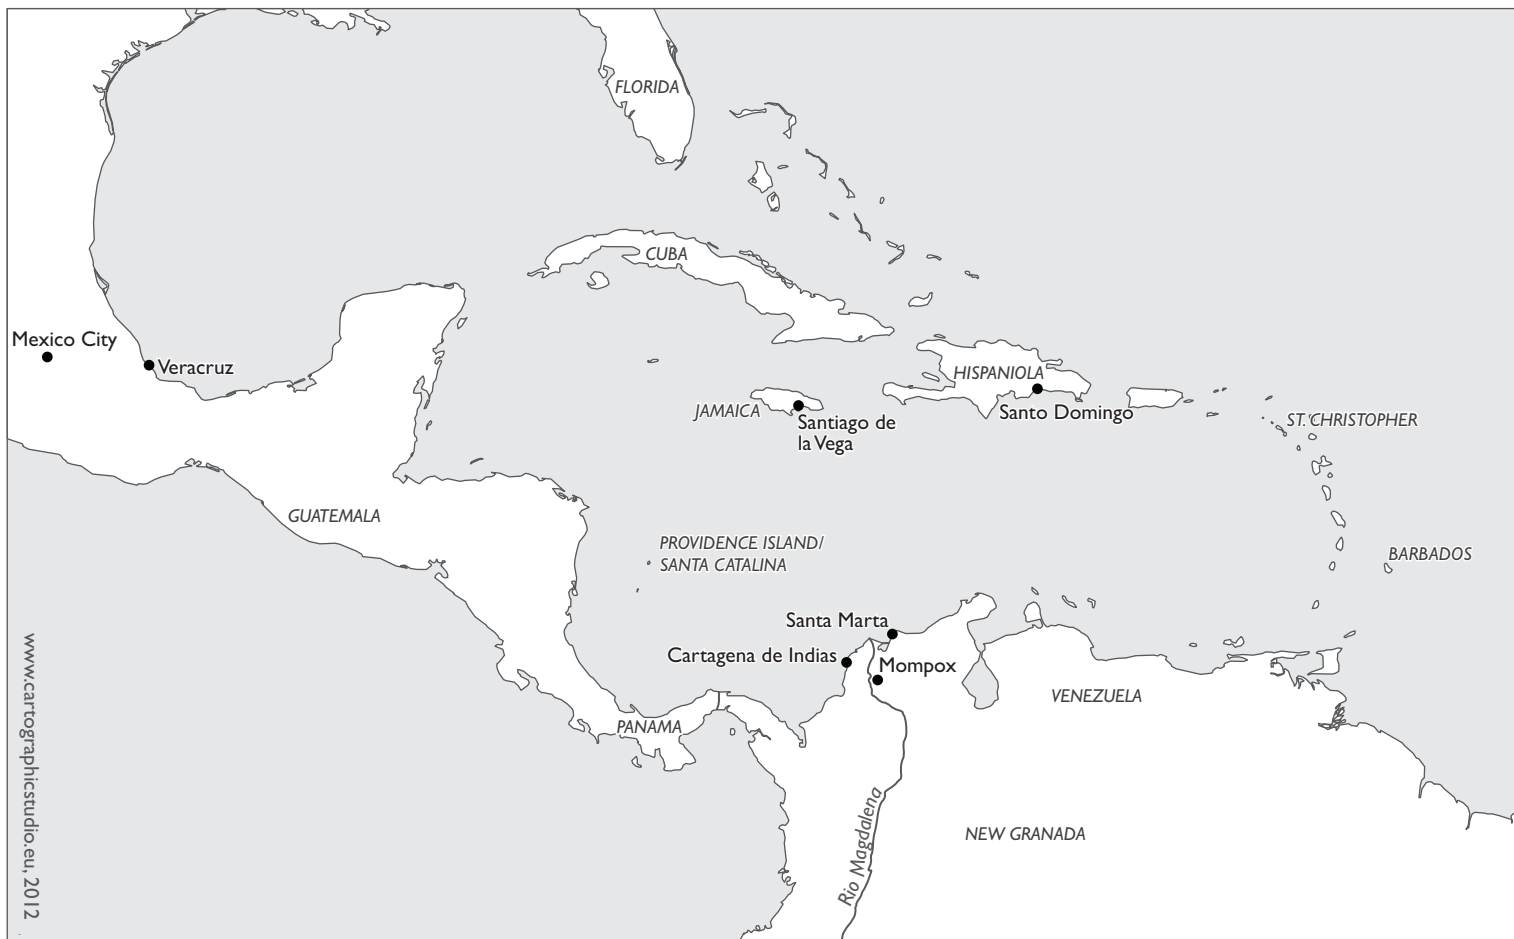 FLORIDA
CUBA
Mexico City
Veracruz
HISPANIOLA
JAMAICA
Santo Domingo
Santiago de
la Vega
ST. CHRISTOPHER
GUATEMALA
PROVIDENCE ISLAND/
SANTA CATALINA
BARBADOS
Santa Marta
Cartagena de Indias
Mompox
VENEZUELA
PANAMA
Rio Magdalena
NEW GRANADA
www.cartographicstudio.eu, 2012